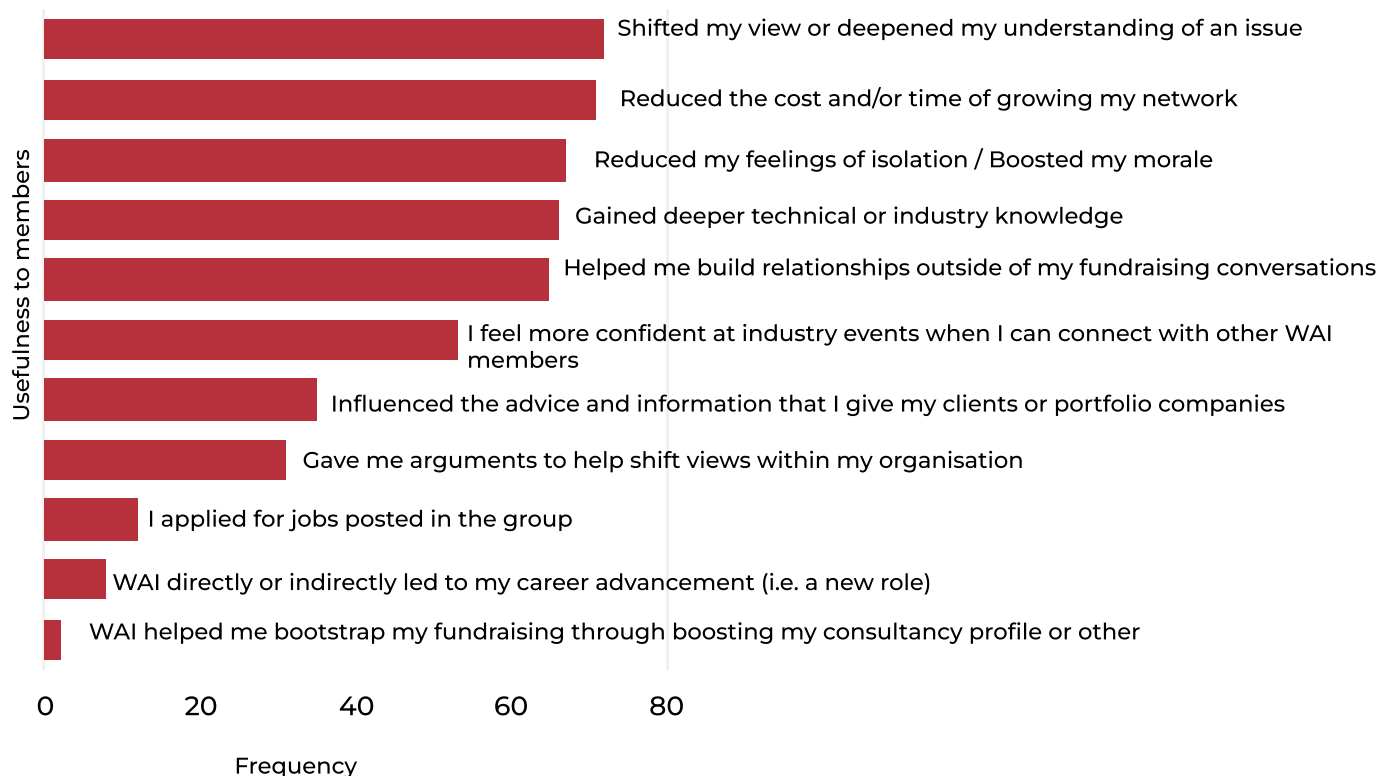 Shifted my view or deepened my understanding of an issue
Reduced the cost and/or time of growing my network
Reduced my feelings of isolation / Boosted my morale
Gained deeper technical or industry knowledge
Helped me build relationships outside of my fundraising conversations
I feel more confident at industry events when I can connect with other WAI
members
Influenced the advice and information that I give my clients or portfolio companies
Gave me arguments to help shift views within my organisation
I applied for jobs posted in the group
WAI directly or indirectly led to my career advancement (i.e. a new role)
WAI helped me bootstrap my fundraising through boosting my consultancy profile or other
Usefulness to members
0 20 40 60 80
Frequency